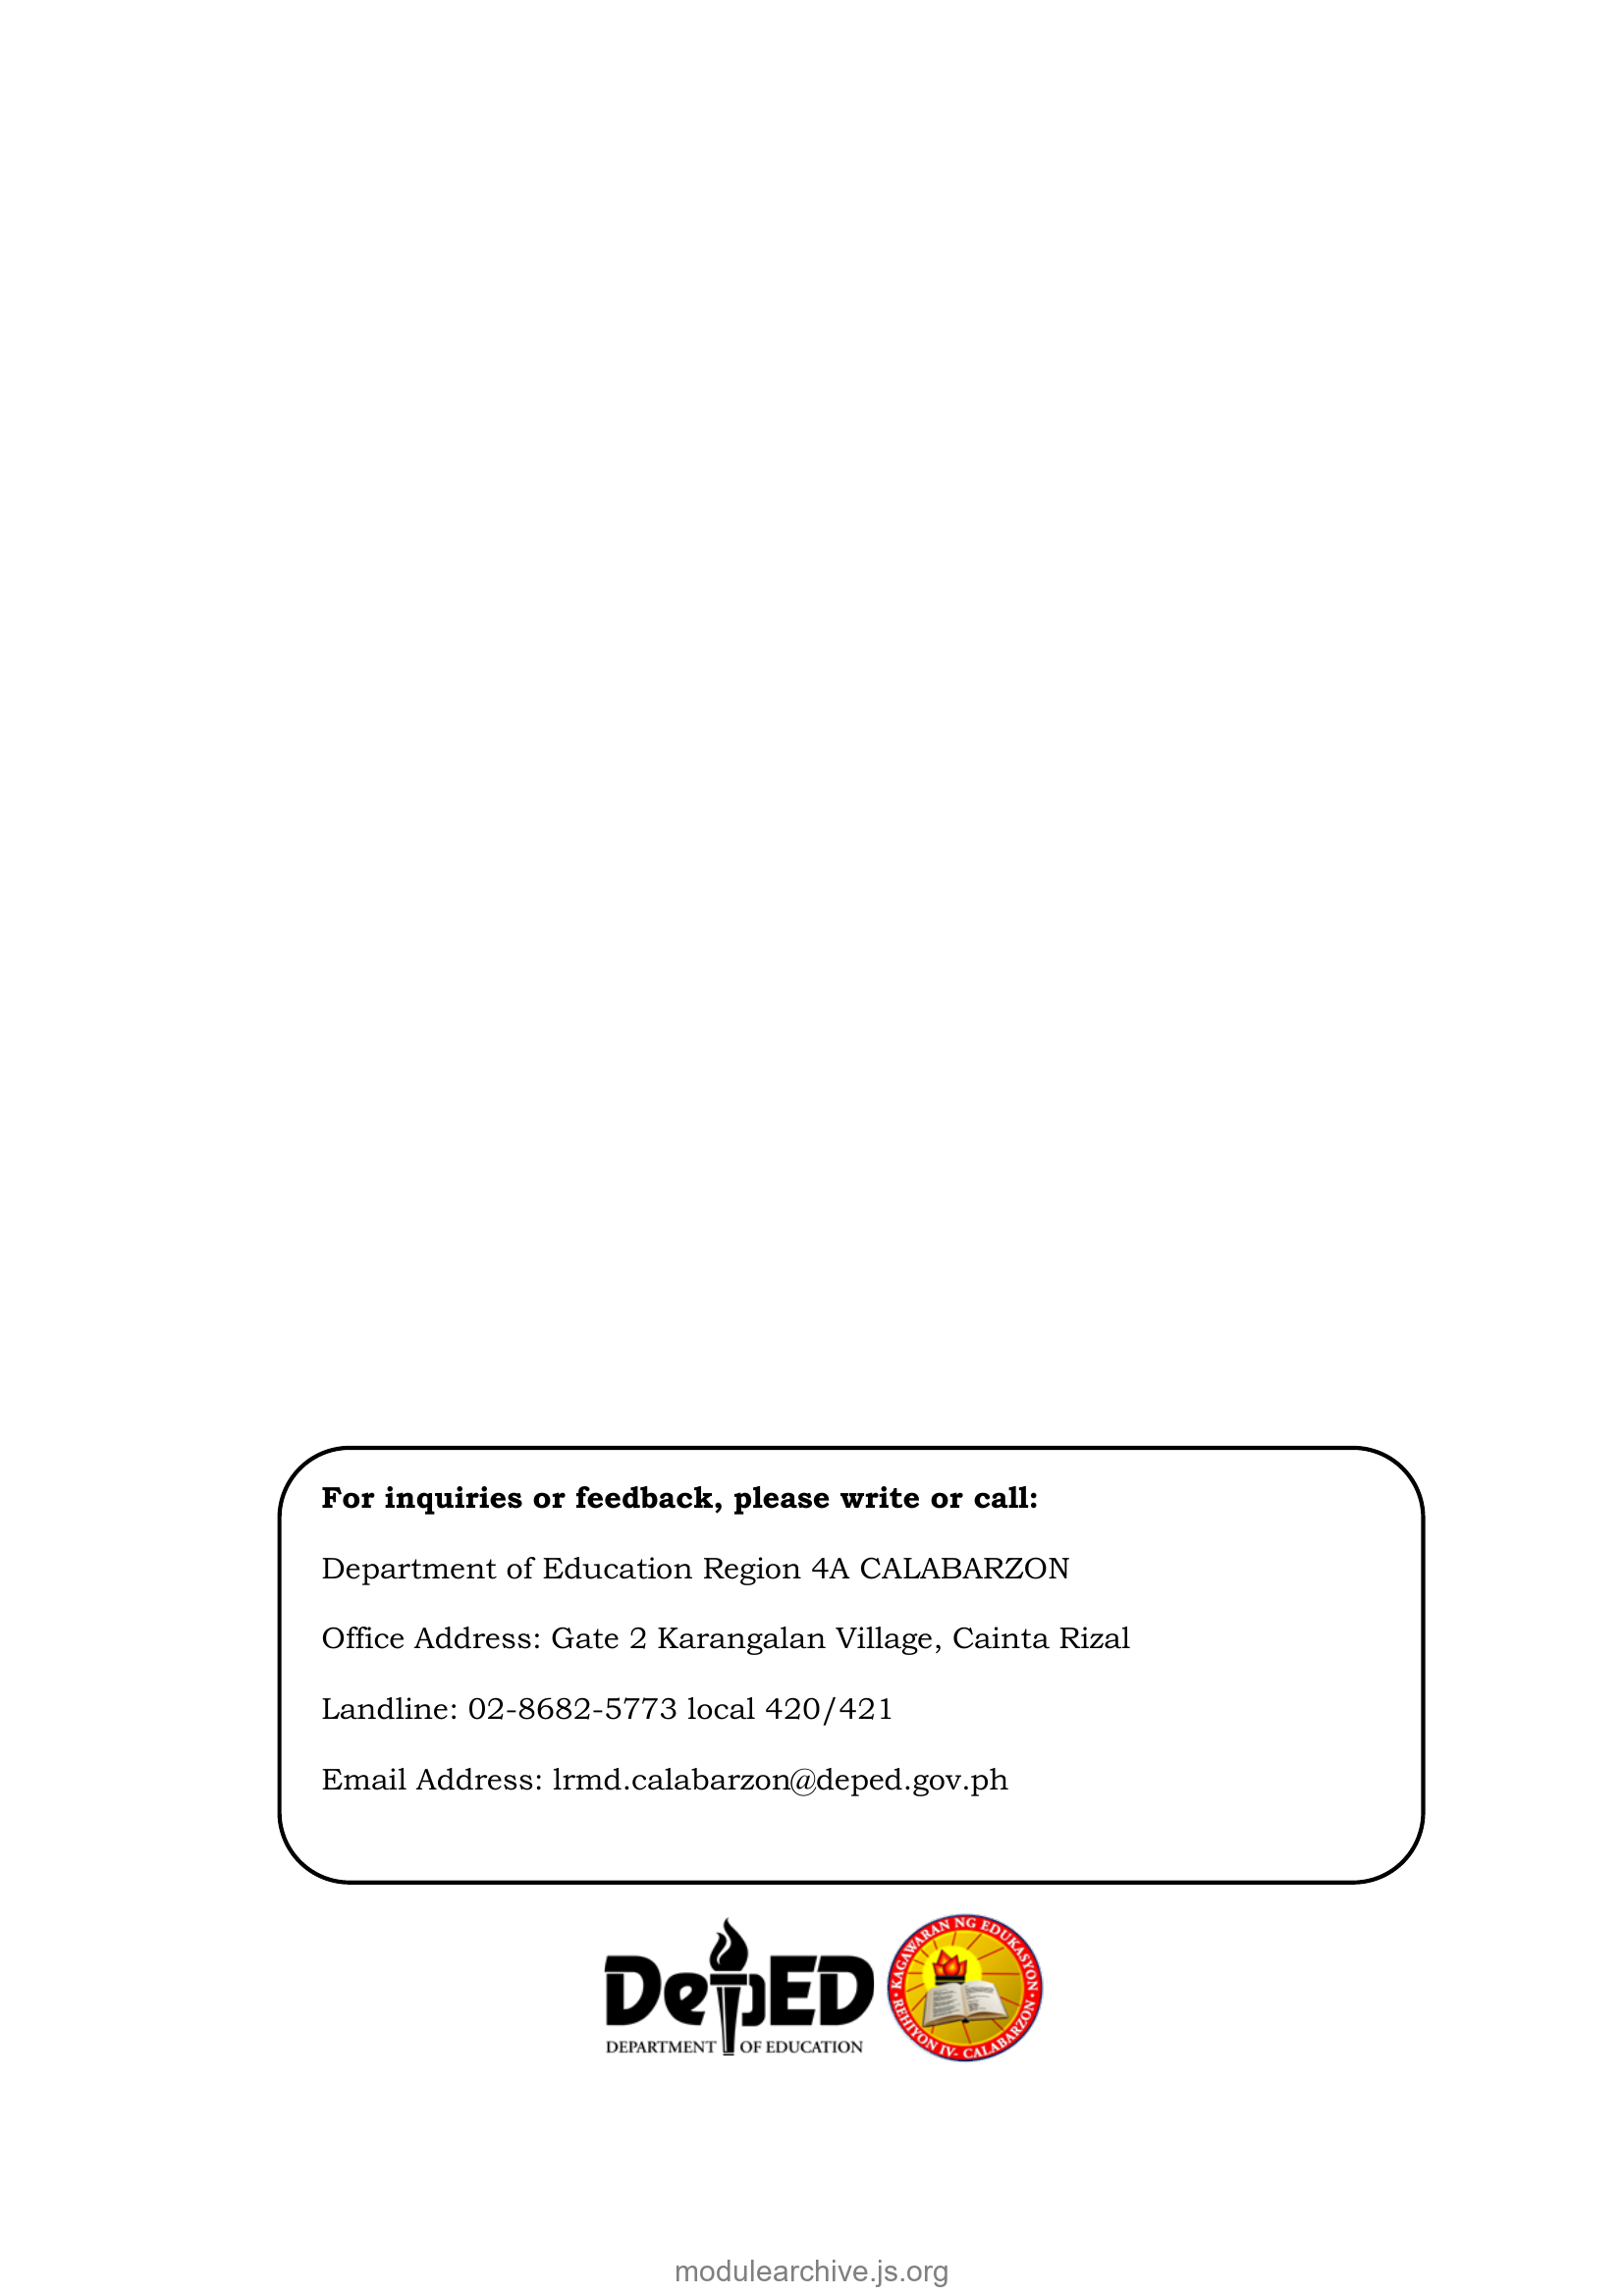 For inquiries or feedback, please write or call:
Department of Education Region 4A CALABARZON
Office Address: Gate 2 Karangalan Village, Cainta Rizal
Landline: 02-8682-5773 local 420/421
Email Address: lrmd.calabarzon@deped.gov.ph
DepED
DEPARTMENT OF EDUCATION
KAGAWARAN NG EDUKASYON
REHIYON IV- CALABARZON
modulearchive.js.org